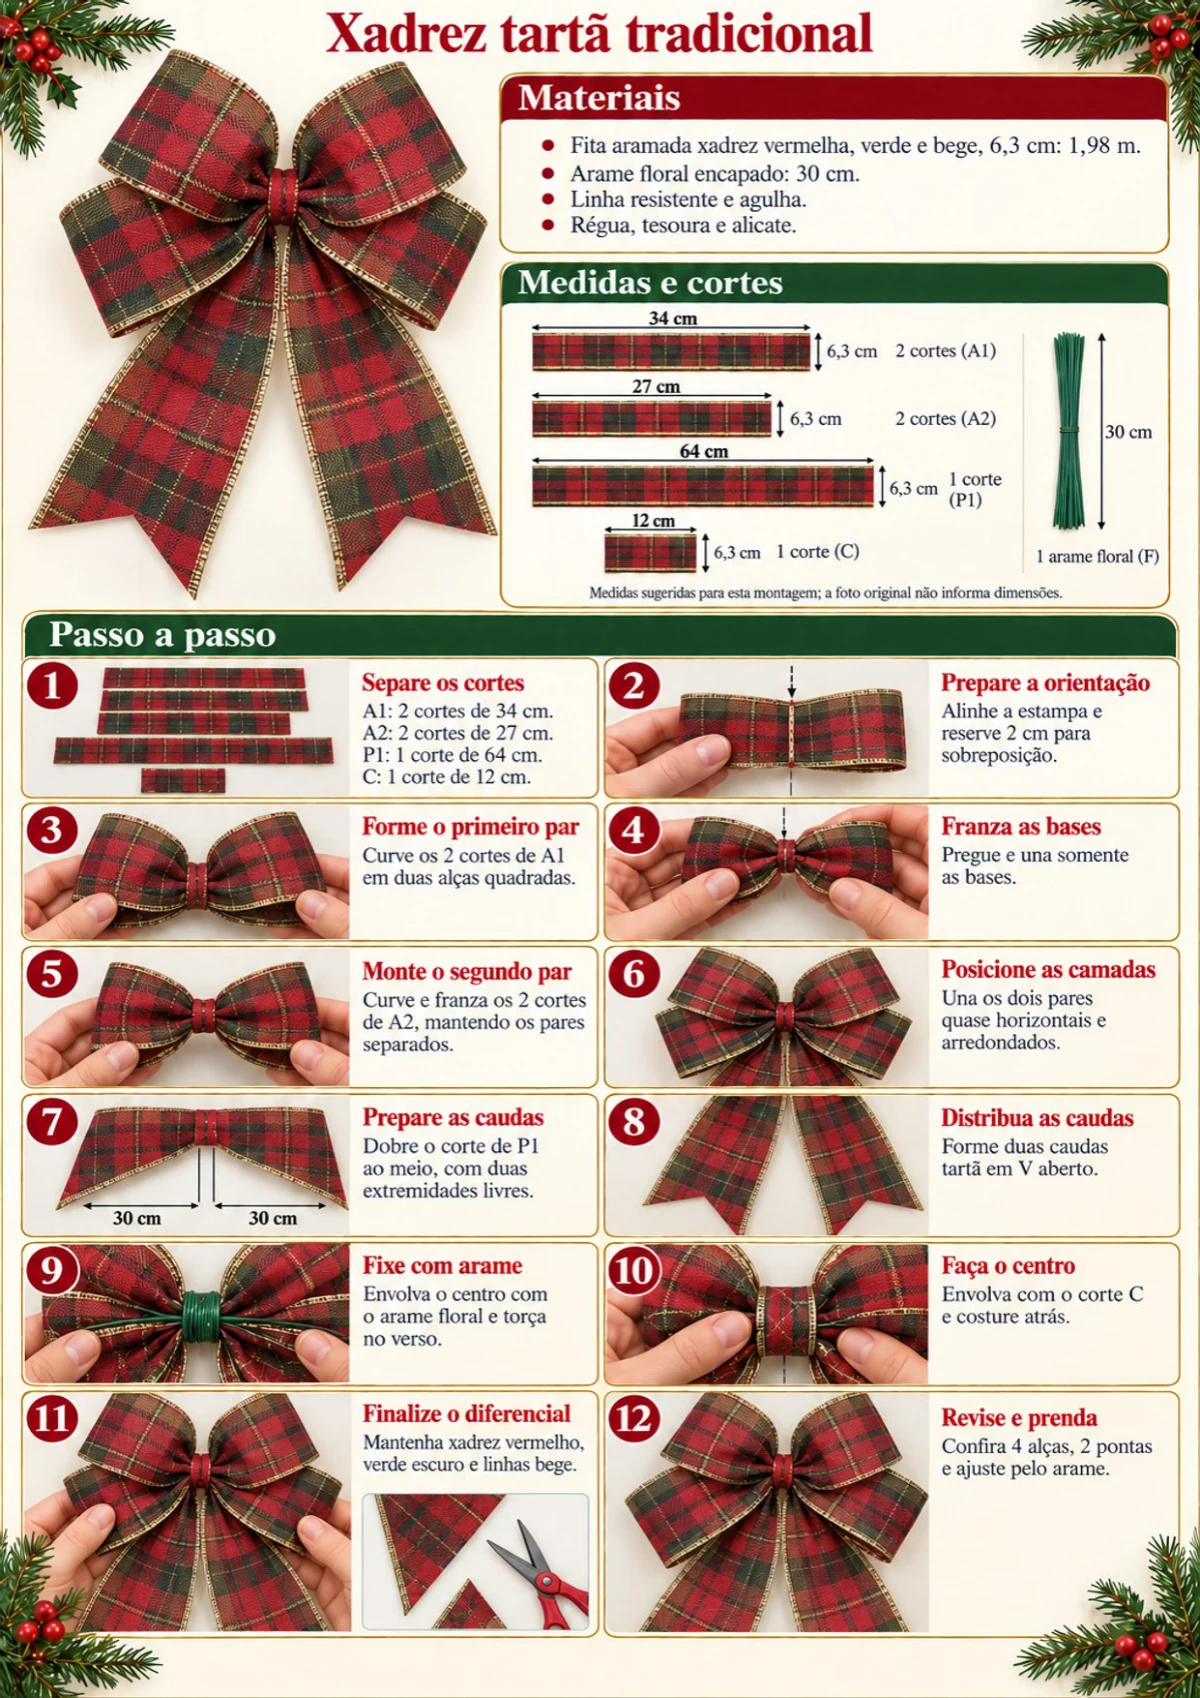 Xadrez tartã tradicional
Materiais
• Fita aramada xadrez vermelha, verde e bege, 6,3 cm: 1,98 m.
• Arame floral encapado: 30 cm.
• Linha resistente e agulha.
• Régua, tesoura e alicate.
Medidas e cortes
34 cm
6,3 cm 2 cortes (A1)
27 cm
6,3 cm 2 cortes (A2)
64 cm
6,3 cm 1 corte
(P1)
12 cm
6,3 cm 1 corte (C)
30 cm
1 arame floral (F)
Medidas sugeridas para esta montagem; a foto original não informa dimensões.
Passo a passo
1
Separe os cortes
A1: 2 cortes de 34 cm.
A2: 2 cortes de 27 cm.
P1: 1 corte de 64 cm.
C: 1 corte de 12 cm.
2
Prepare a orientação
Alinhe a estampa e
reserve 2 cm para
sobreposição.
3
Forme o primeiro par
Curve os 2 cortes de A1
em duas alças quadradas.
4
Franza as bases
Pregue e una somente
as bases.
5
Monte o segundo par
Curve e franza os 2 cortes
de A2, mantendo os pares
separados.
6
Posicione as camadas
Una os dois pares
quase horizontais e
arredondados.
7
30 cm 30 cm
Prepare as caudas
Dobre o corte de P1
ao meio, com duas
extremidades livres.
8
Distribua as caudas
Forme duas caudas
tartã em V aberto.
9
Fixe com arame
Envolva o centro com
o arame floral e torça
no verso.
10
Faça o centro
Envolva com o corte C
e costure atrás.
11
Finalize o diferencial
Mantenha xadrez vermelho,
verde escuro e linhas bege.
12
Revise e prenda
Confira 4 alças, 2 pontas
e ajuste pelo arame.